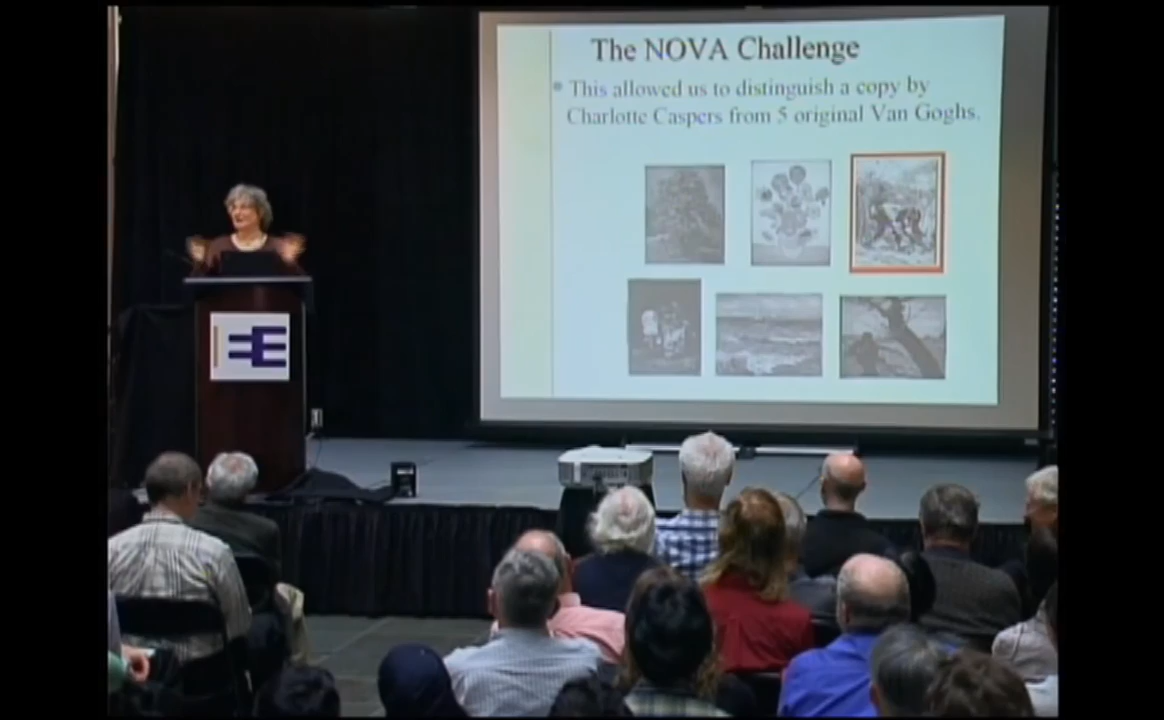 The NOVA Challenge
This allowed us to distinguish a copy by
Charlotte Caspers from 5 original Van Goghs.